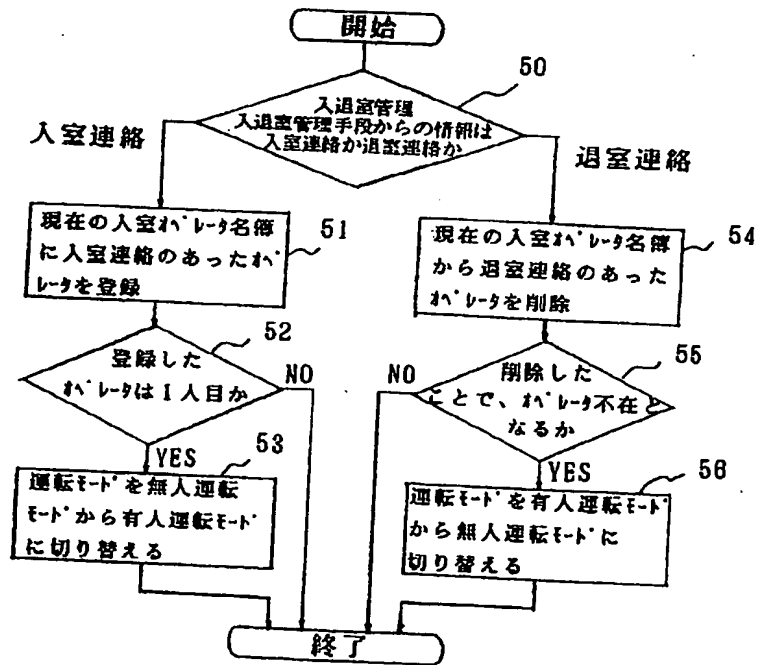 開始
50
入退室管理
入退室管理手段からの情報は
入室連絡か退室連絡か
入室連絡
退室連絡
現在の入室ｵﾍﾟﾚｰﾀ名簿
に入室連絡のあったｵﾍﾟ
ﾚｰﾀを登録
51
現在の入室ｵﾍﾟﾚｰﾀ名簿
から退室連絡のあった
ｵﾍﾟﾚｰﾀを削除
54
登録した
ｵﾍﾟﾚｰﾀは1人目か
52
NO
YES
削除した
ことで、ｵﾍﾟﾚｰﾀ不在と
なるか
55
NO
YES
運転ﾓｰﾄﾞを無人運転
ﾓｰﾄﾞから有人運転ﾓｰﾄﾞ
に切り替える
53
運転ﾓｰﾄﾞを有人運転ﾓｰﾄﾞ
から無人運転ﾓｰﾄﾞに
切り替える
56
終了